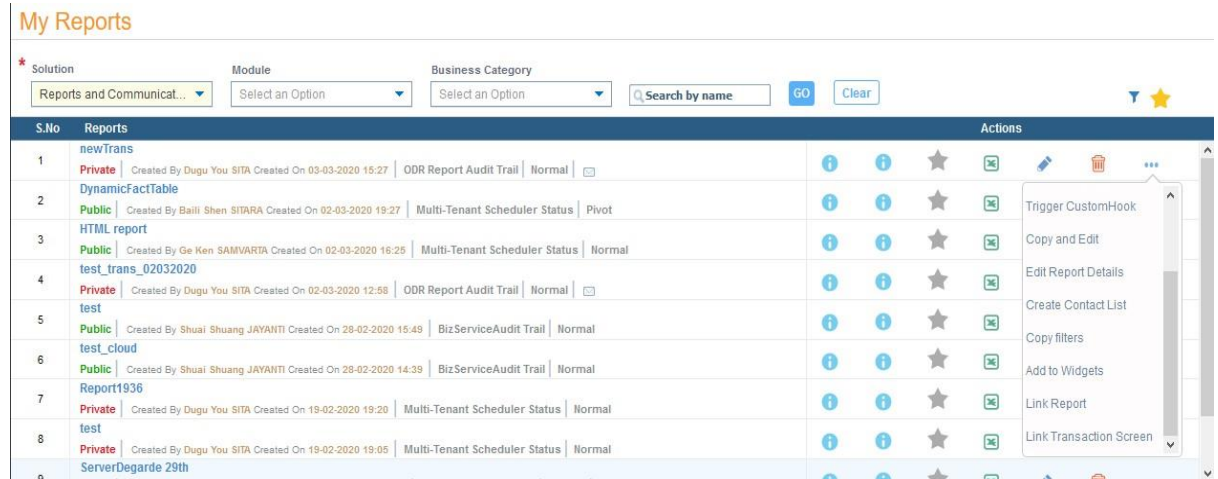 My Reports
* Solution Module Business Category
Reports and Communicat... Select an Option Select an Option Search by name GO Clear
S.No Reports Actions
1 newTrans
Private Created By Dugu You SITA Created On 03-03-2020 15:27 ODR Report Audit Trail Normal
2 DynamicFactTable
Public Created By Baili Shen SITARA Created On 02-03-2020 19:27 Multi-Tenant Scheduler Status Pivot
3 HTML report
Public Created By Ge Ken SAMVARTA Created On 02-03-2020 16:25 Multi-Tenant Scheduler Status Normal
4 test_trans_02032020
Private Created By Dugu You SITA Created On 02-03-2020 12:58 ODR Report Audit Trail Normal
5 test
Public Created By Shuai Shuang JAYANTI Created On 28-02-2020 15:49 BizServiceAudit Trail Normal
6 test_cloud
Public Created By Shuai Shuang JAYANTI Created On 28-02-2020 14:39 BizServiceAudit Trail Normal
7 Report1936
Private Created By Dugu You SITA Created On 19-02-2020 19:20 Multi-Tenant Scheduler Status Normal
8 test
Private Created By Dugu You SITA Created On 19-02-2020 19:05 Multi-Tenant Scheduler Status Normal
9 ServerDegarde 29th
Trigger CustomHook
Copy and Edit
Edit Report Details
Create Contact List
Copy filters
Add to Widgets
Link Report
Link Transaction Screen